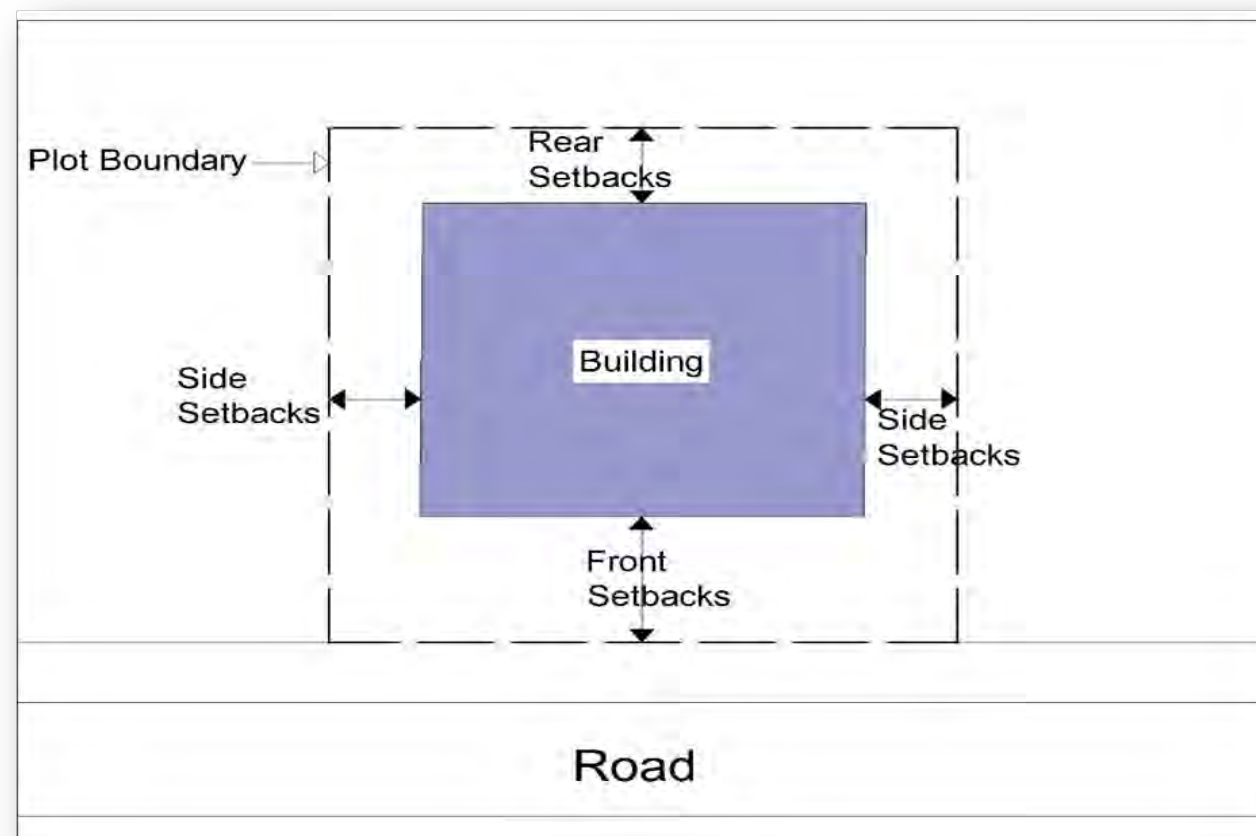 Rear
Setbacks
Plot Boundary
Building
Side
Setbacks
Side
Setbacks
Front
Setbacks
Road